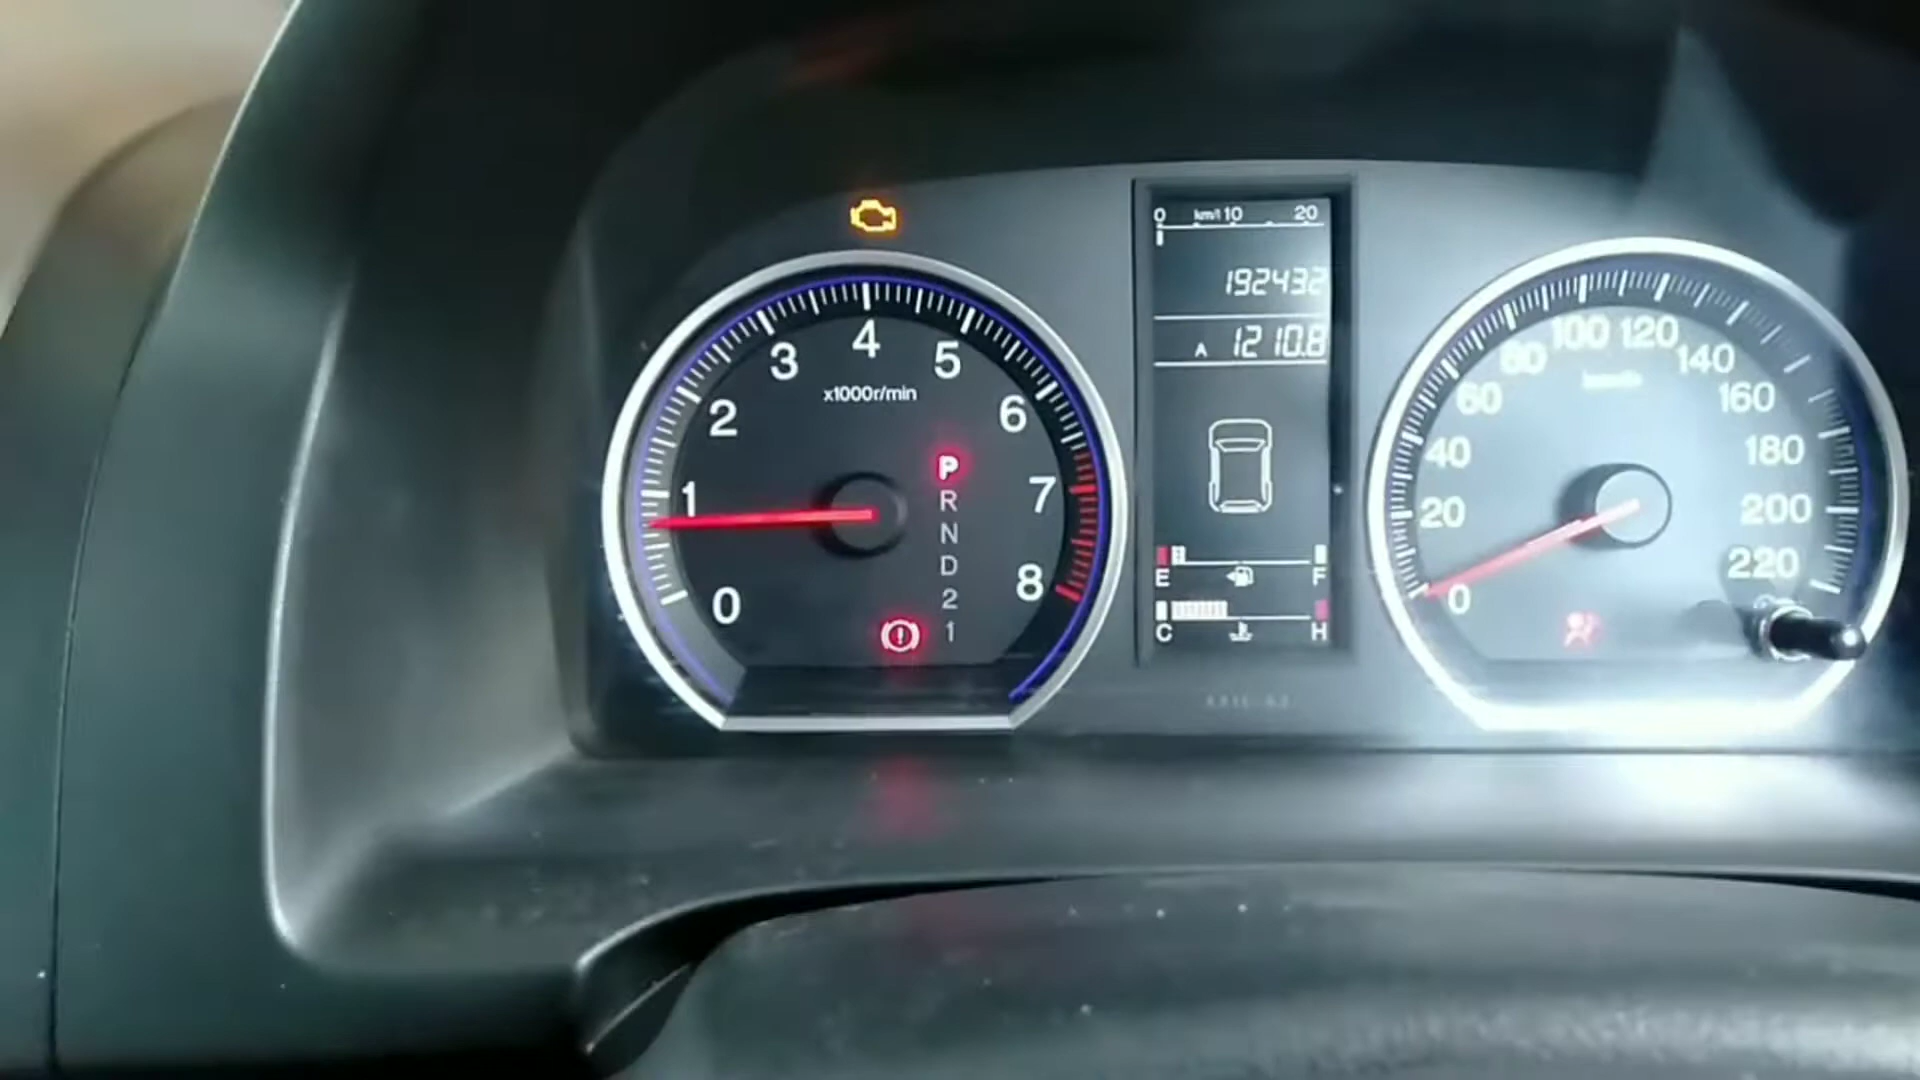 0 km/l 10 20
192432
A 1210.8
0 1 2 3 4 5 6 7 8
x1000r/min
P
R
N
D
2
1
E F
C H
0 20 40 60 80 100 120 140 160 180 200 220